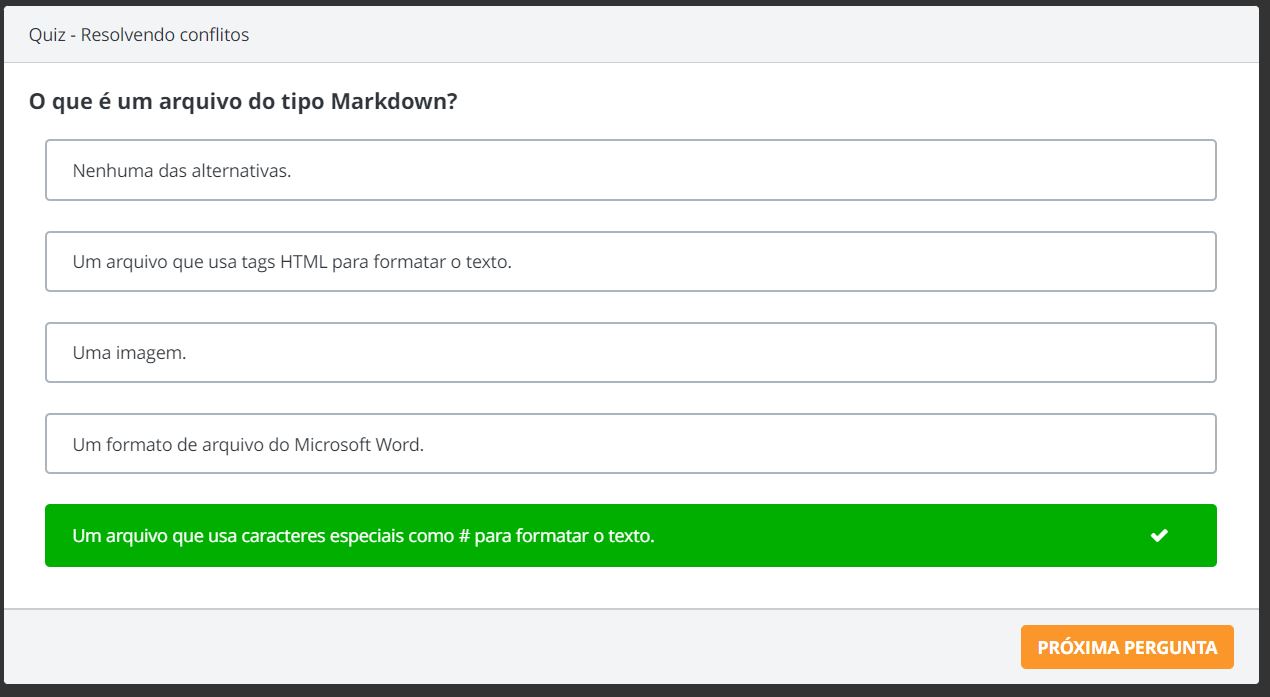 Quiz - Resolvendo conflitos
O que é um arquivo do tipo Markdown?
Nenhuma das alternativas.
Um arquivo que usa tags HTML para formatar o texto.
Uma imagem.
Um formato de arquivo do Microsoft Word.
Um arquivo que usa caracteres especiais como # para formatar o texto.
PRÓXIMA PERGUNTA